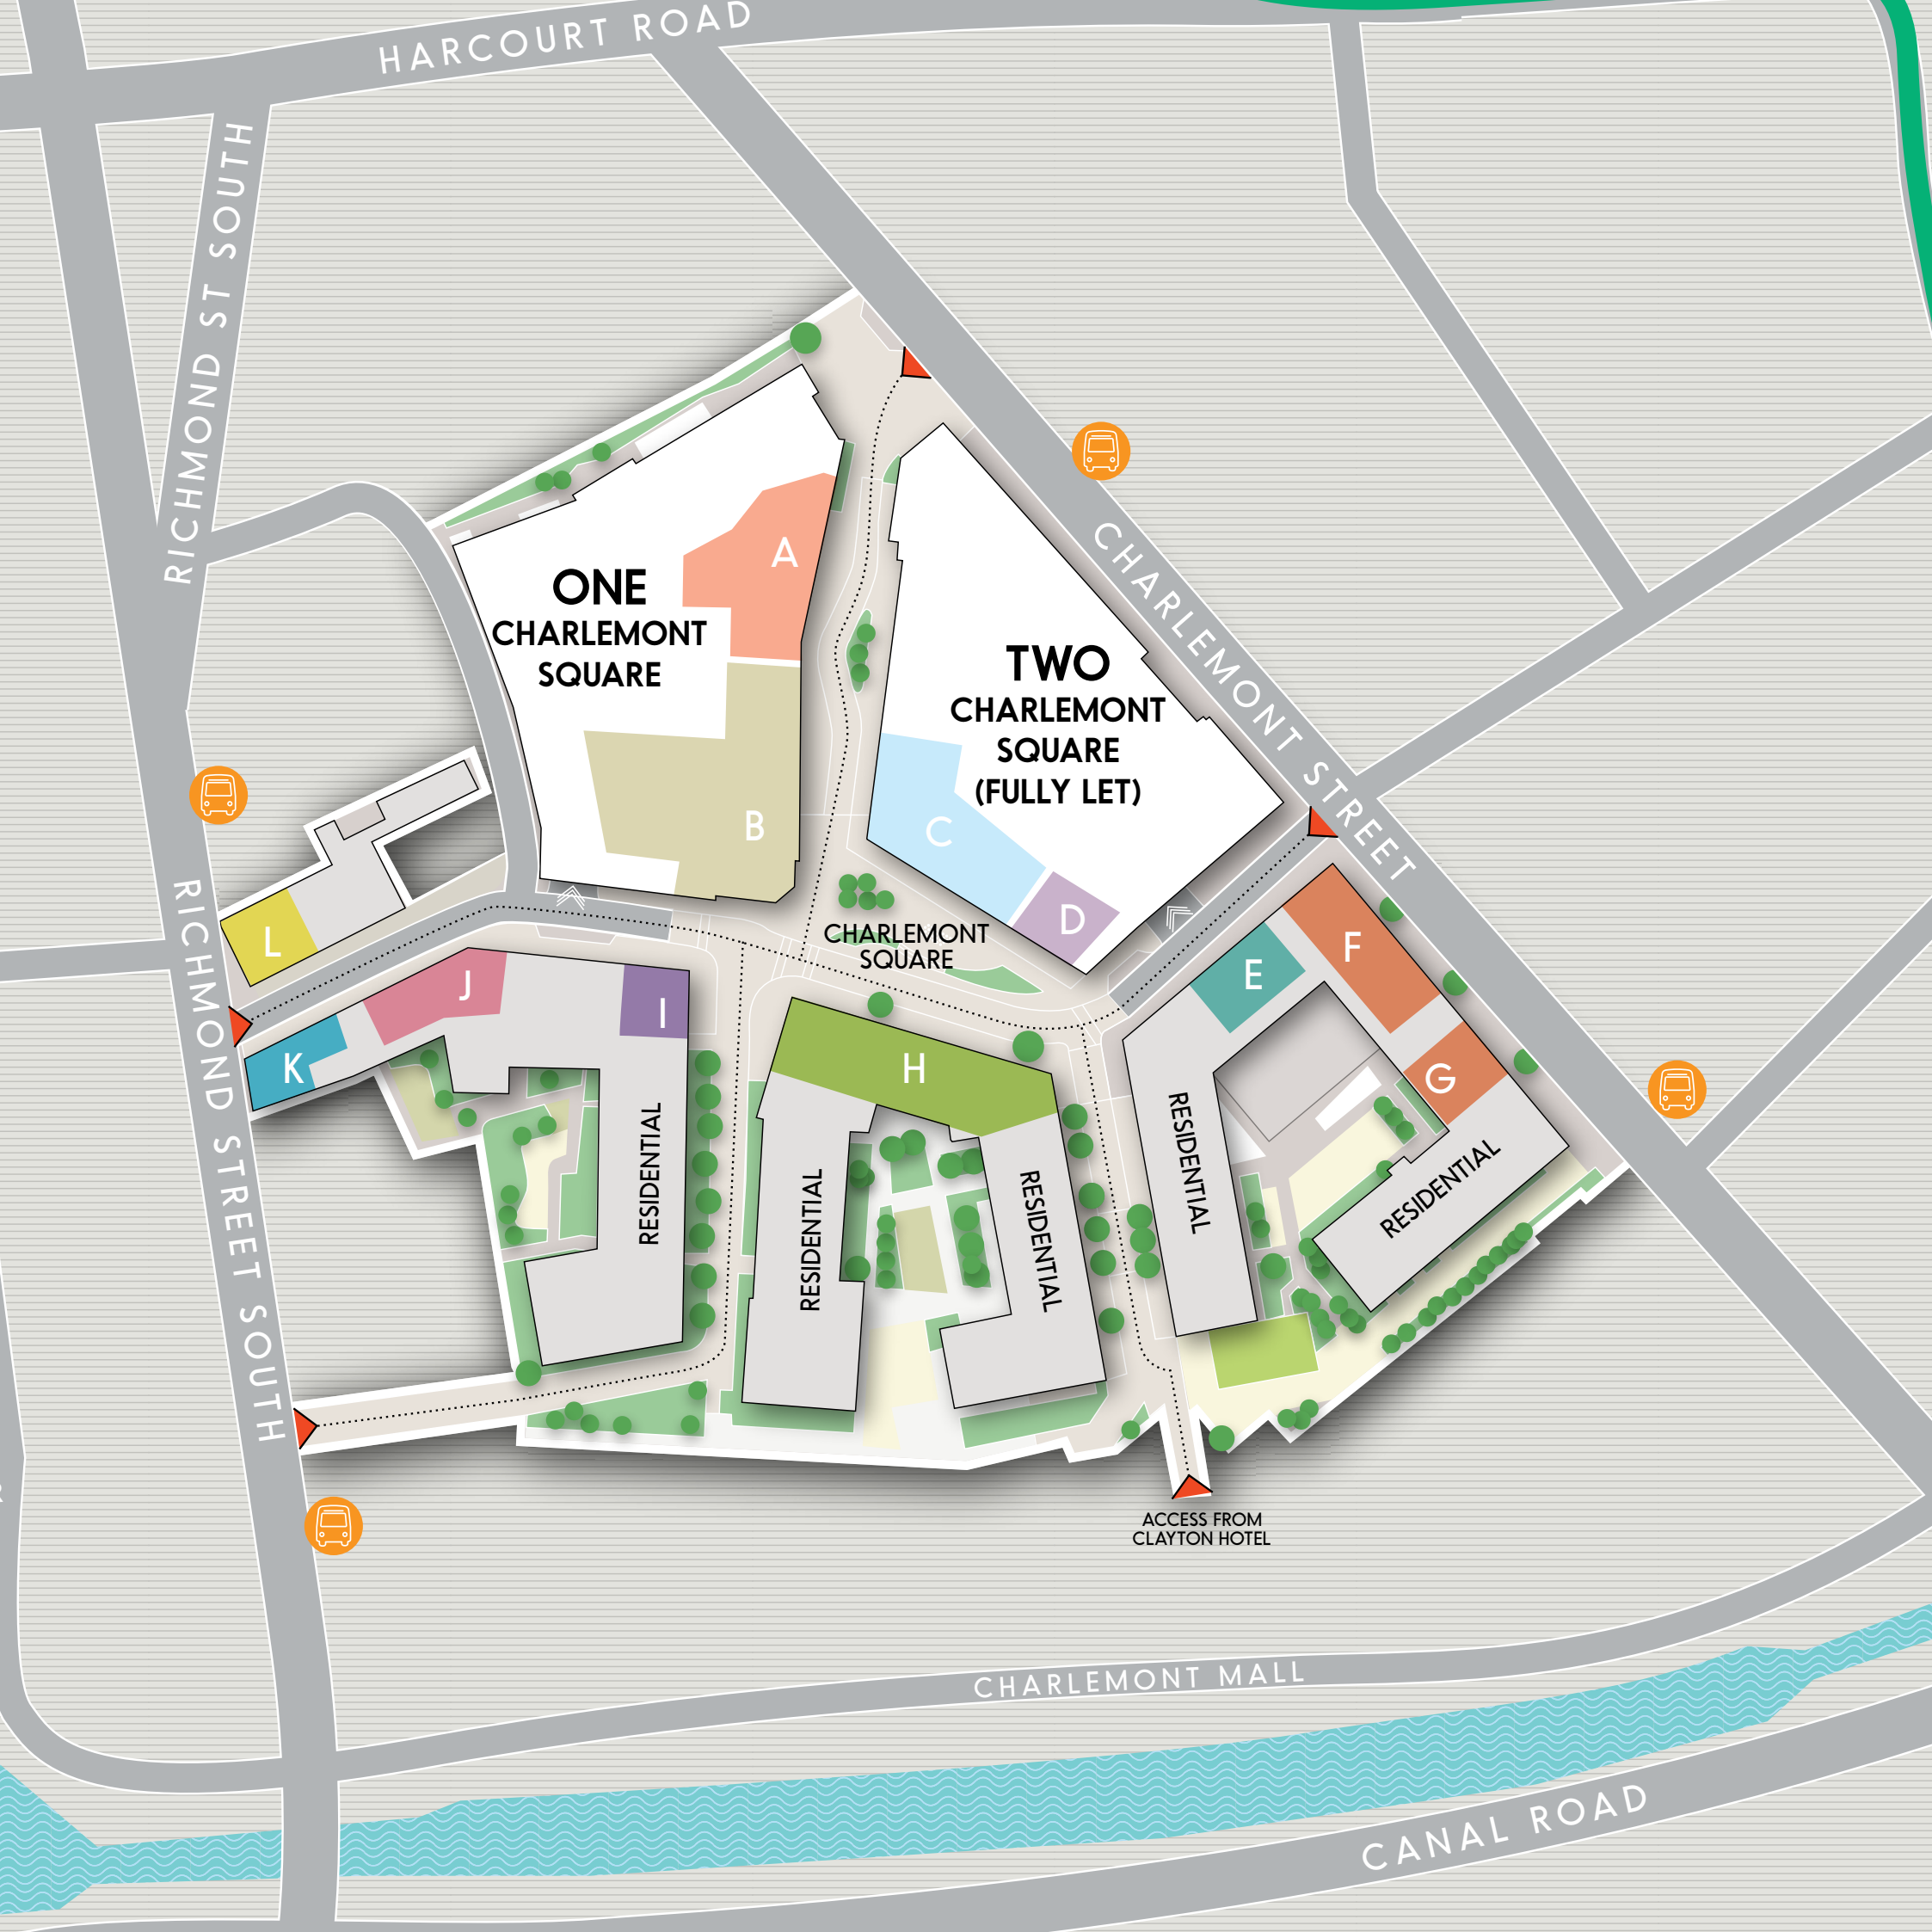 HARCOURT ROAD
RICHMOND ST SOUTH
CHARLEMONT STREET
A
ONE
CHARLEMONT
SQUARE
TWO
CHARLEMONT
SQUARE
(FULLY LET)
B
C
D
CHARLEMONT
SQUARE
L
RICHMOND STREET SOUTH
J
I
K
E
F
G
H
RESIDENTIAL
RESIDENTIAL
RESIDENTIAL
RESIDENTIAL
RESIDENTIAL
ACCESS FROM
CLAYTON HOTEL
CHARLEMONT MALL
CANAL ROAD